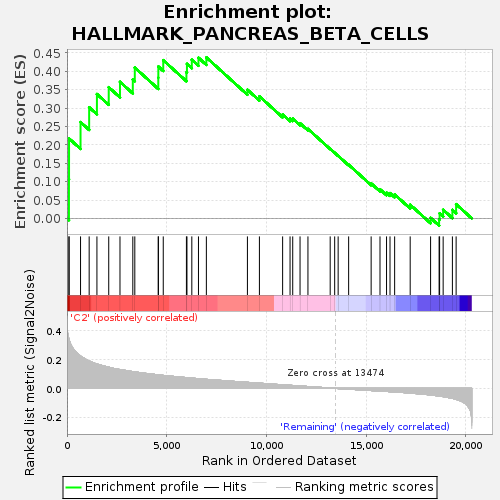 Enrichment plot:
HALLMARK_PANCREAS_BETA_CELLS
Enrichment score (ES)
0.45
0.40
0.35
0.30
0.25
0.20
0.15
0.10
0.05
0.00
'C2' (positively correlated)
Ranked list metric (Signal2Noise)
0.4
0.2
0.0
-0.2
Zero cross at 13474
'Remaining' (negatively correlated)
0
5,000
10,000
15,000
20,000
Rank in Ordered Dataset
Enrichment profile
Hits
Ranking metric scores